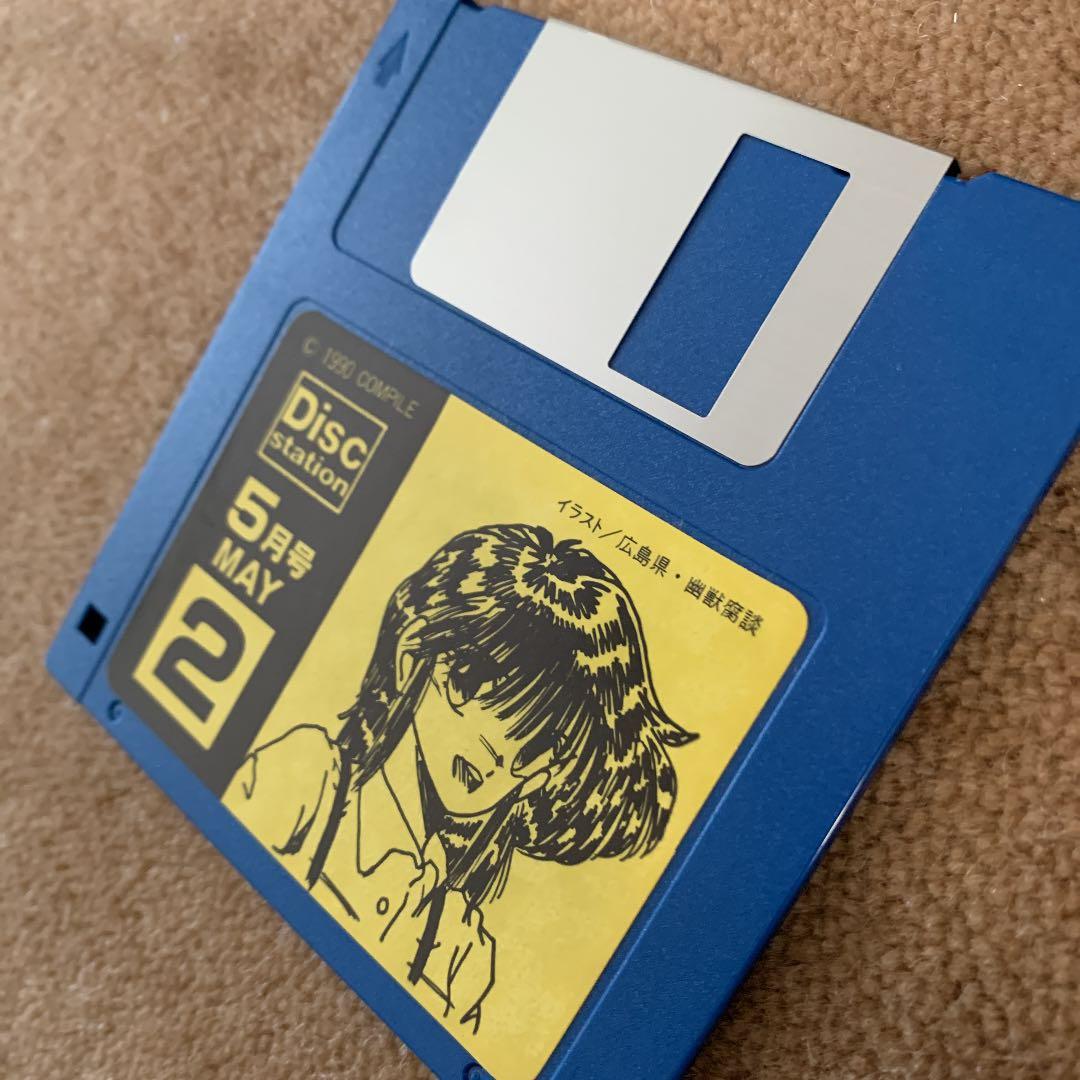 © 1990 COMPILE
Disc
station
5月号
MAY
2
イラスト/広島県・幽獣腐談